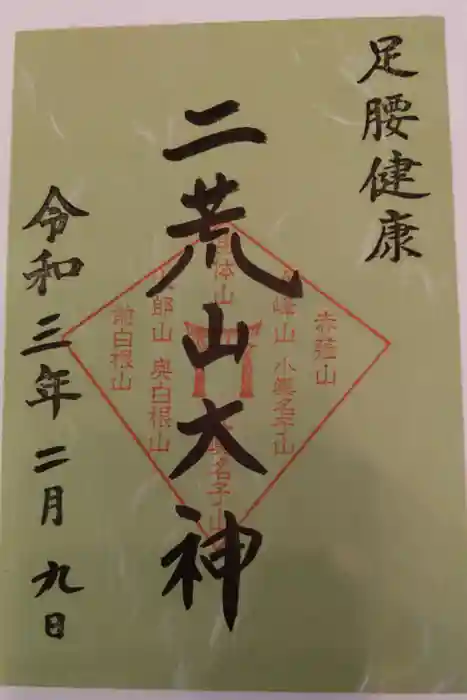 足腰健康
二荒山大神
赤薙山
小真名子山
奥白根山
前白根山
令和三年二月九日